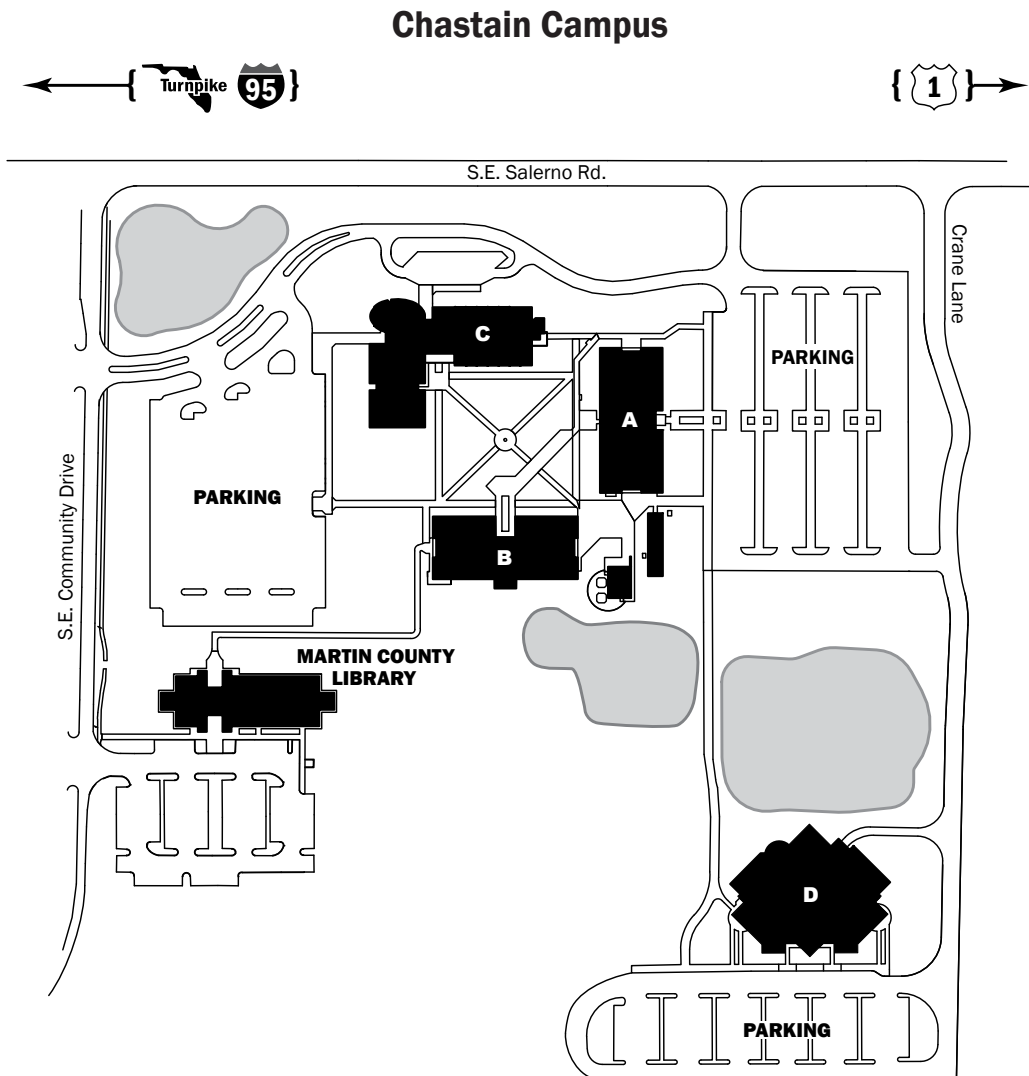 Chastain Campus
{ Turnpike 95 }
{ 1 }
S.E. Salerno Rd.
Crane Lane
C
PARKING
A
S.E. Community Drive
PARKING
B
MARTIN COUNTY
LIBRARY
D
PARKING